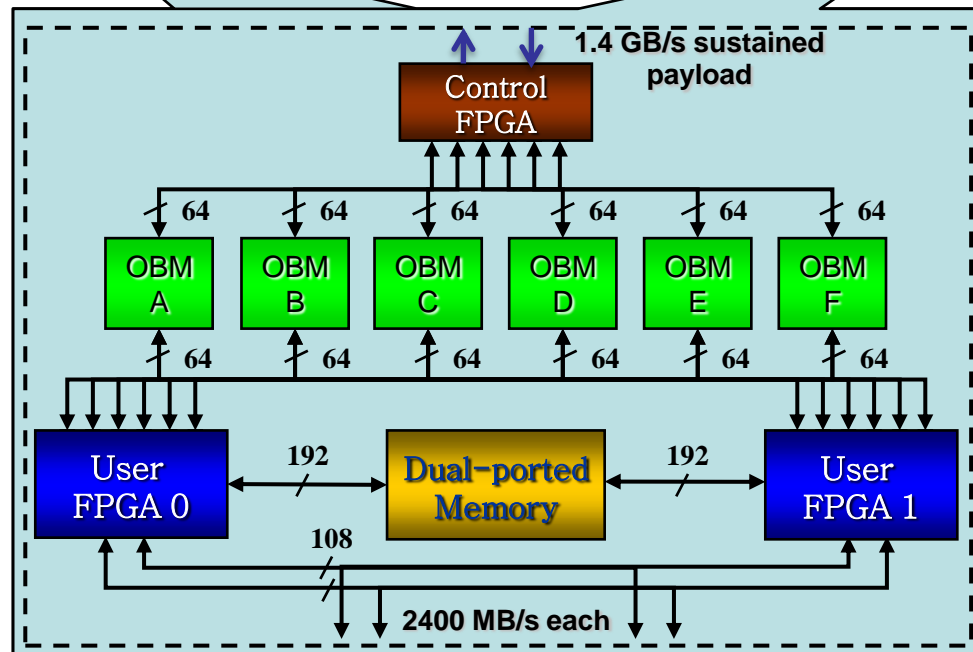 1.4 GB/s sustained
payload
Control
FPGA
64 64 64 64 64 64
OBM OBM OBM OBM OBM OBM
A B C D E F
64 64 64 64 64 64
User
FPGA 0
192
Dual-ported
Memory
192
User
FPGA 1
108
2400 MB/s each